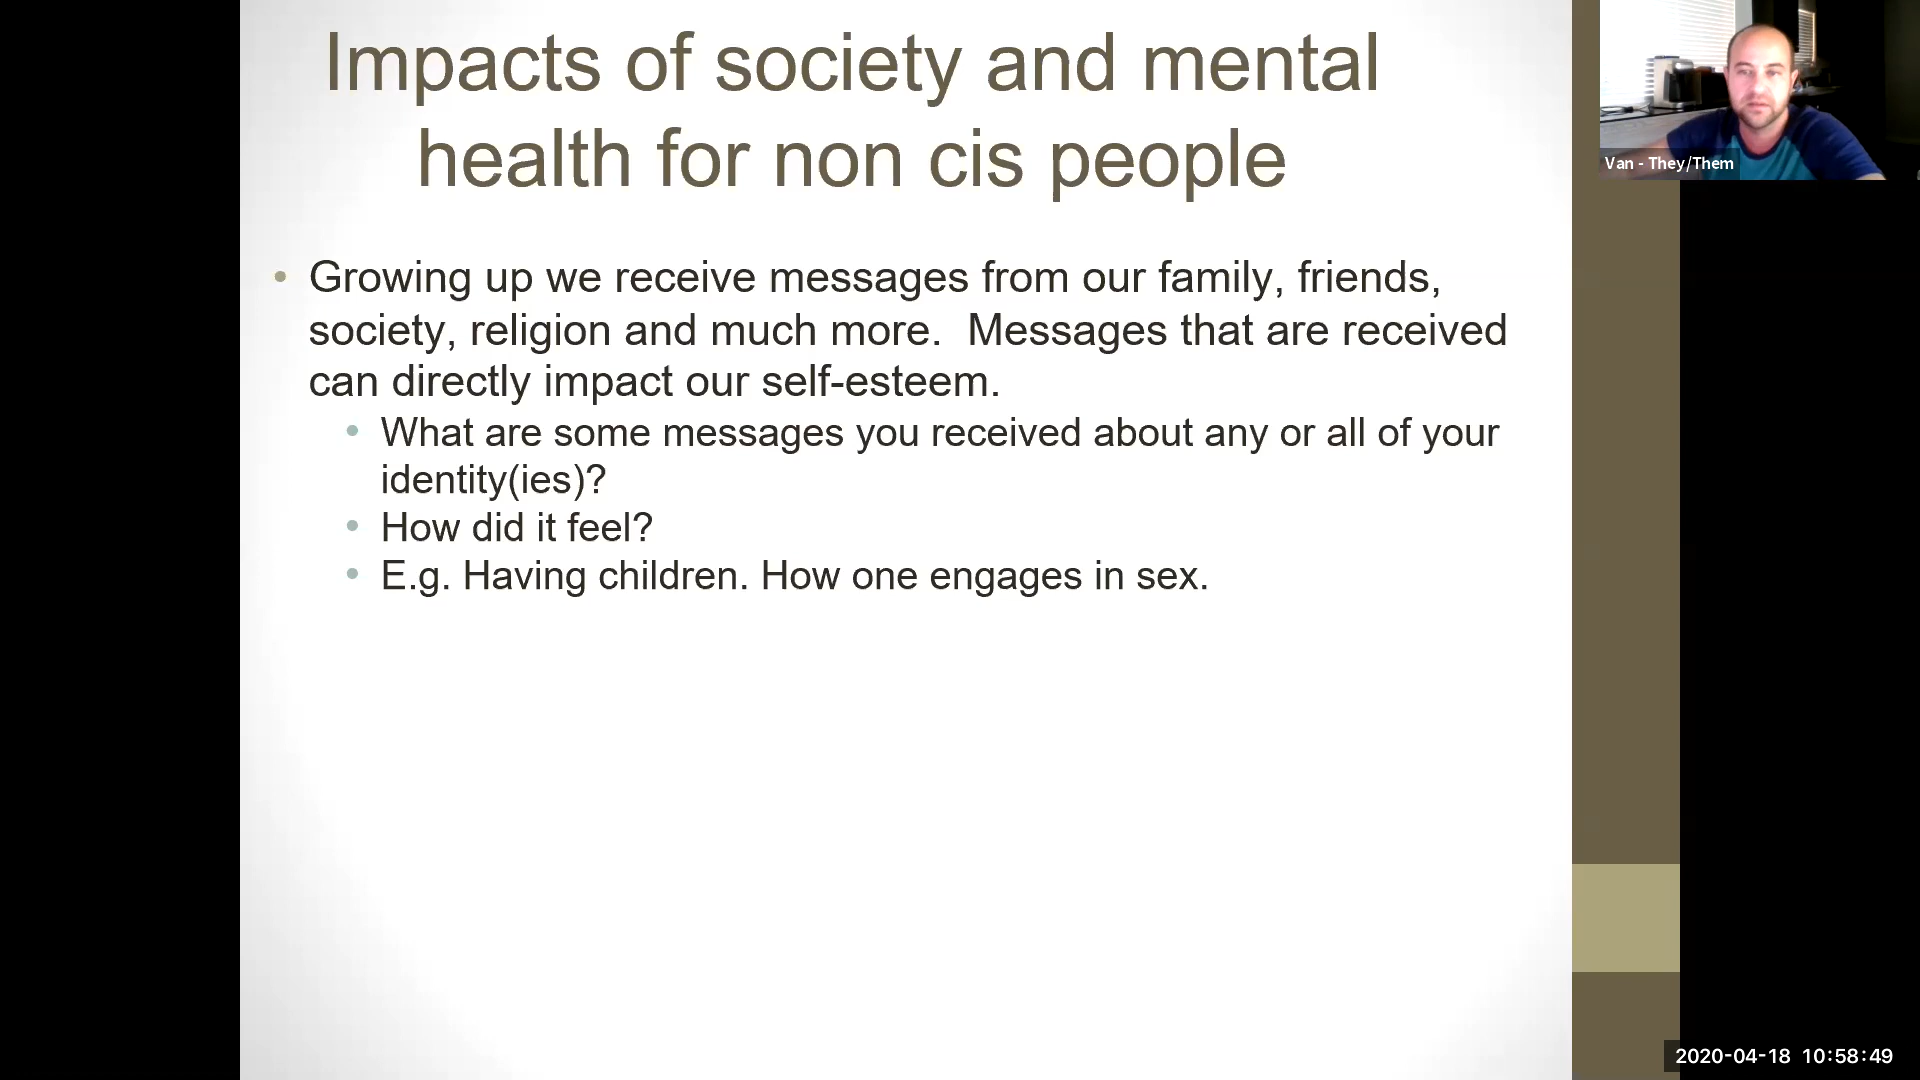 Impacts of society and mental
health for non cis people
• Growing up we receive messages from our family, friends,
society, religion and much more.  Messages that are received
can directly impact our self-esteem.
• What are some messages you received about any or all of your
identity(ies)?
• How did it feel?
• E.g. Having children. How one engages in sex.
Van - They/Them
2020-04-18 10:58:49